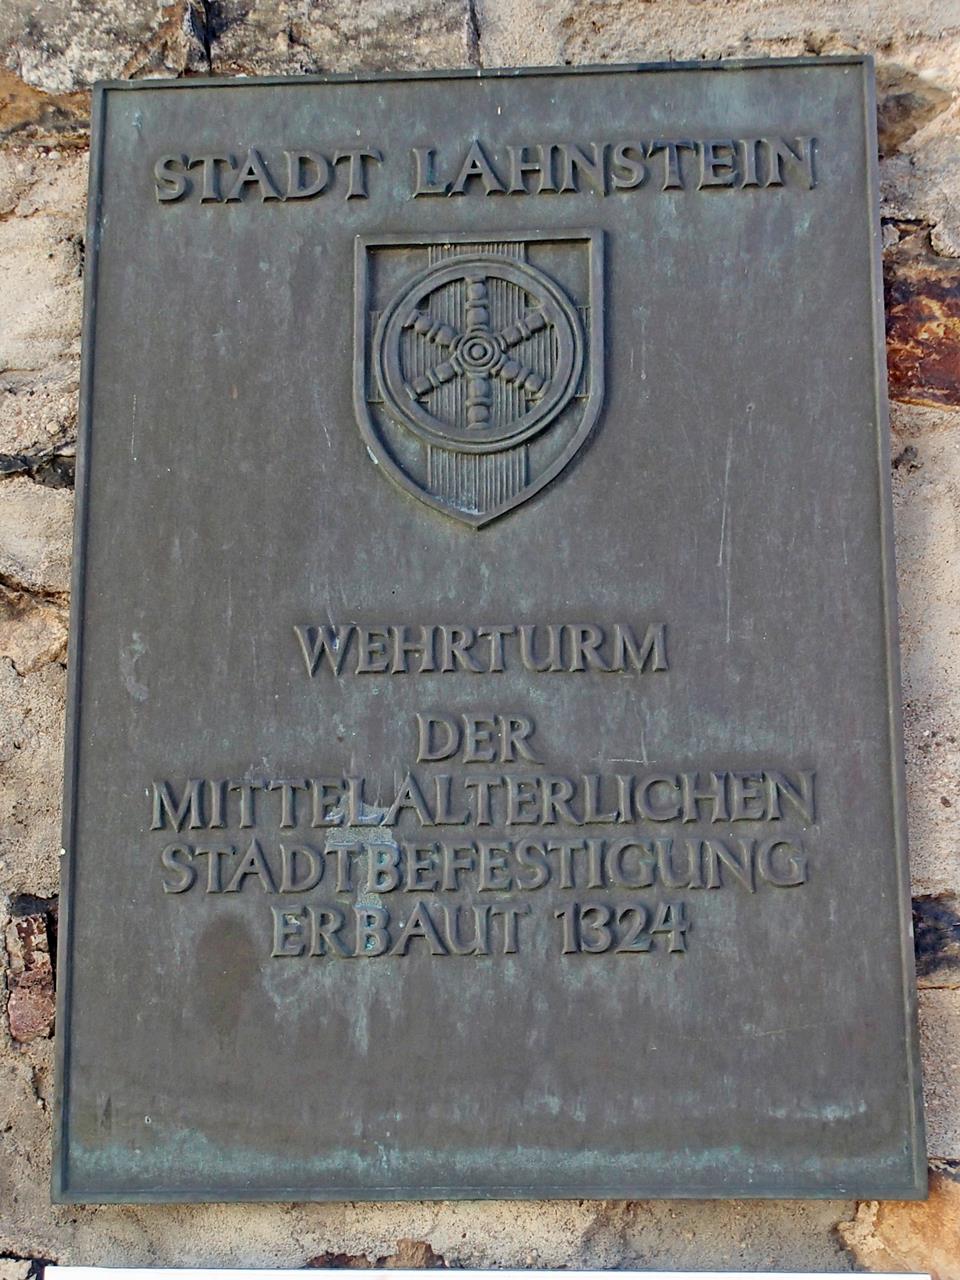 STADT LAHNSTEIN
WEHRTURM
DER
MITTELALTERLICHEN
STADTBEFESTIGUNG
ERBAUT 1324